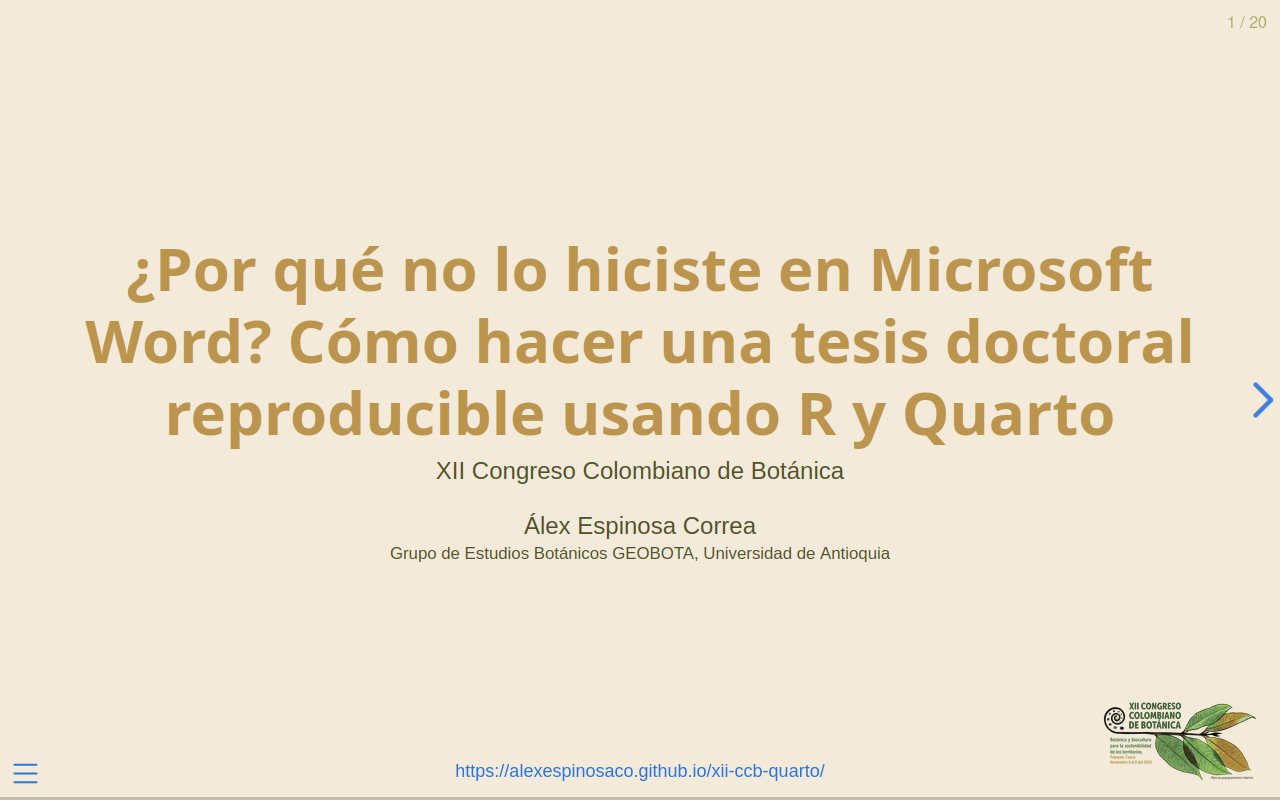 1 / 20
¿Por qué no lo hiciste en Microsoft
Word? Cómo hacer una tesis doctoral
reproducible usando R y Quarto
XII Congreso Colombiano de Botánica
Álex Espinosa Correa
Grupo de Estudios Botánicos GEOBOTA, Universidad de Antioquia
XII CONGRESO
COLOMBIANO
DE BOTÁNICA
Botánica y biocultura
para la sostenibilidad
de los territorios.
https://alexespinosaco.github.io/xii-ccb-quarto/